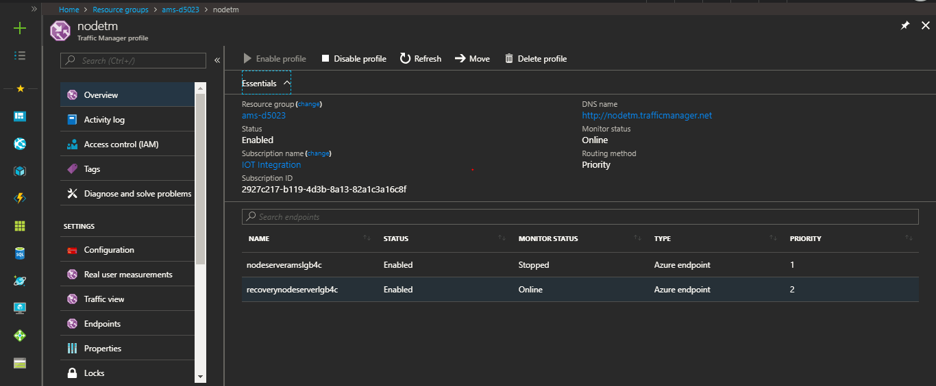 Home > Resource groups > ams-d5023 > nodetm
nodetm
Traffic Manager profile
Search (Ctrl+/)
Overview
Activity log
Access control (IAM)
Tags
Diagnose and solve problems
SETTINGS
Configuration
Real user measurements
Traffic view
Endpoints
Properties
Locks
Enable profile Disable profile Refresh Move Delete profile
Essentials
Resource group (change)
ams-d5023
Status
Enabled
Subscription name (change)
IOT Integration
Subscription ID
2927c217-b119-4d3b-8a13-82a1c3a16c8f
DNS name
http://nodetm.trafficmanager.net
Monitor status
Online
Routing method
Priority
Search endpoints
NAME STATUS MONITOR STATUS TYPE PRIORITY
nodeserveramslgb4c Enabled Stopped Azure endpoint 1
recoverynodeserverlgb4c Enabled Online Azure endpoint 2